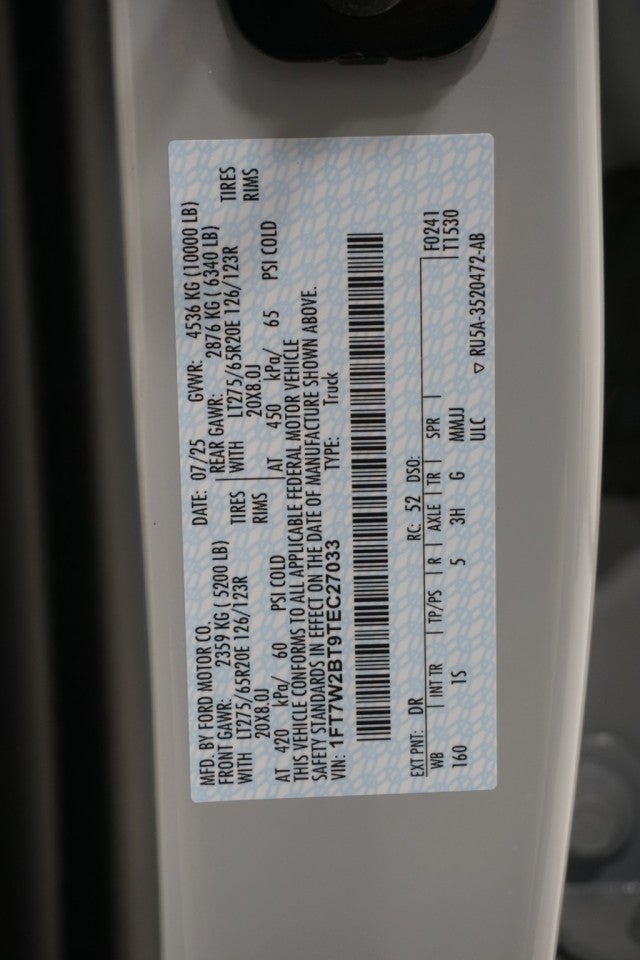 MFD. BY FORD MOTOR CO.
DATE: 07/25 GVWR: 4536 KG (10000 LB)
FRONT GAWR: 2359 KG ( 5200 LB) REAR GAWR: 2876 KG ( 6340 LB)
WITH LT275/65R20E 126/123R TIRES WITH LT275/65R20E 126/123R TIRES
20X8.0J RIMS 20X8.0J RIMS
AT 420 kPa/ 60 PSI COLD AT 450 kPa/ 65 PSI COLD
THIS VEHICLE CONFORMS TO ALL APPLICABLE FEDERAL MOTOR VEHICLE
SAFETY STANDARDS IN EFFECT ON THE DATE OF MANUFACTURE SHOWN ABOVE.
VIN: 1FT7W2BT9TEC27033 TYPE: Truck
EXT PNT: DR RC: 52 DSO: F0241
WB INT TR TP/PS R AXLE TR SPR T1530
160 1S 5 3H G MMJJ
ULC ▽ RU5A-3520472-AB